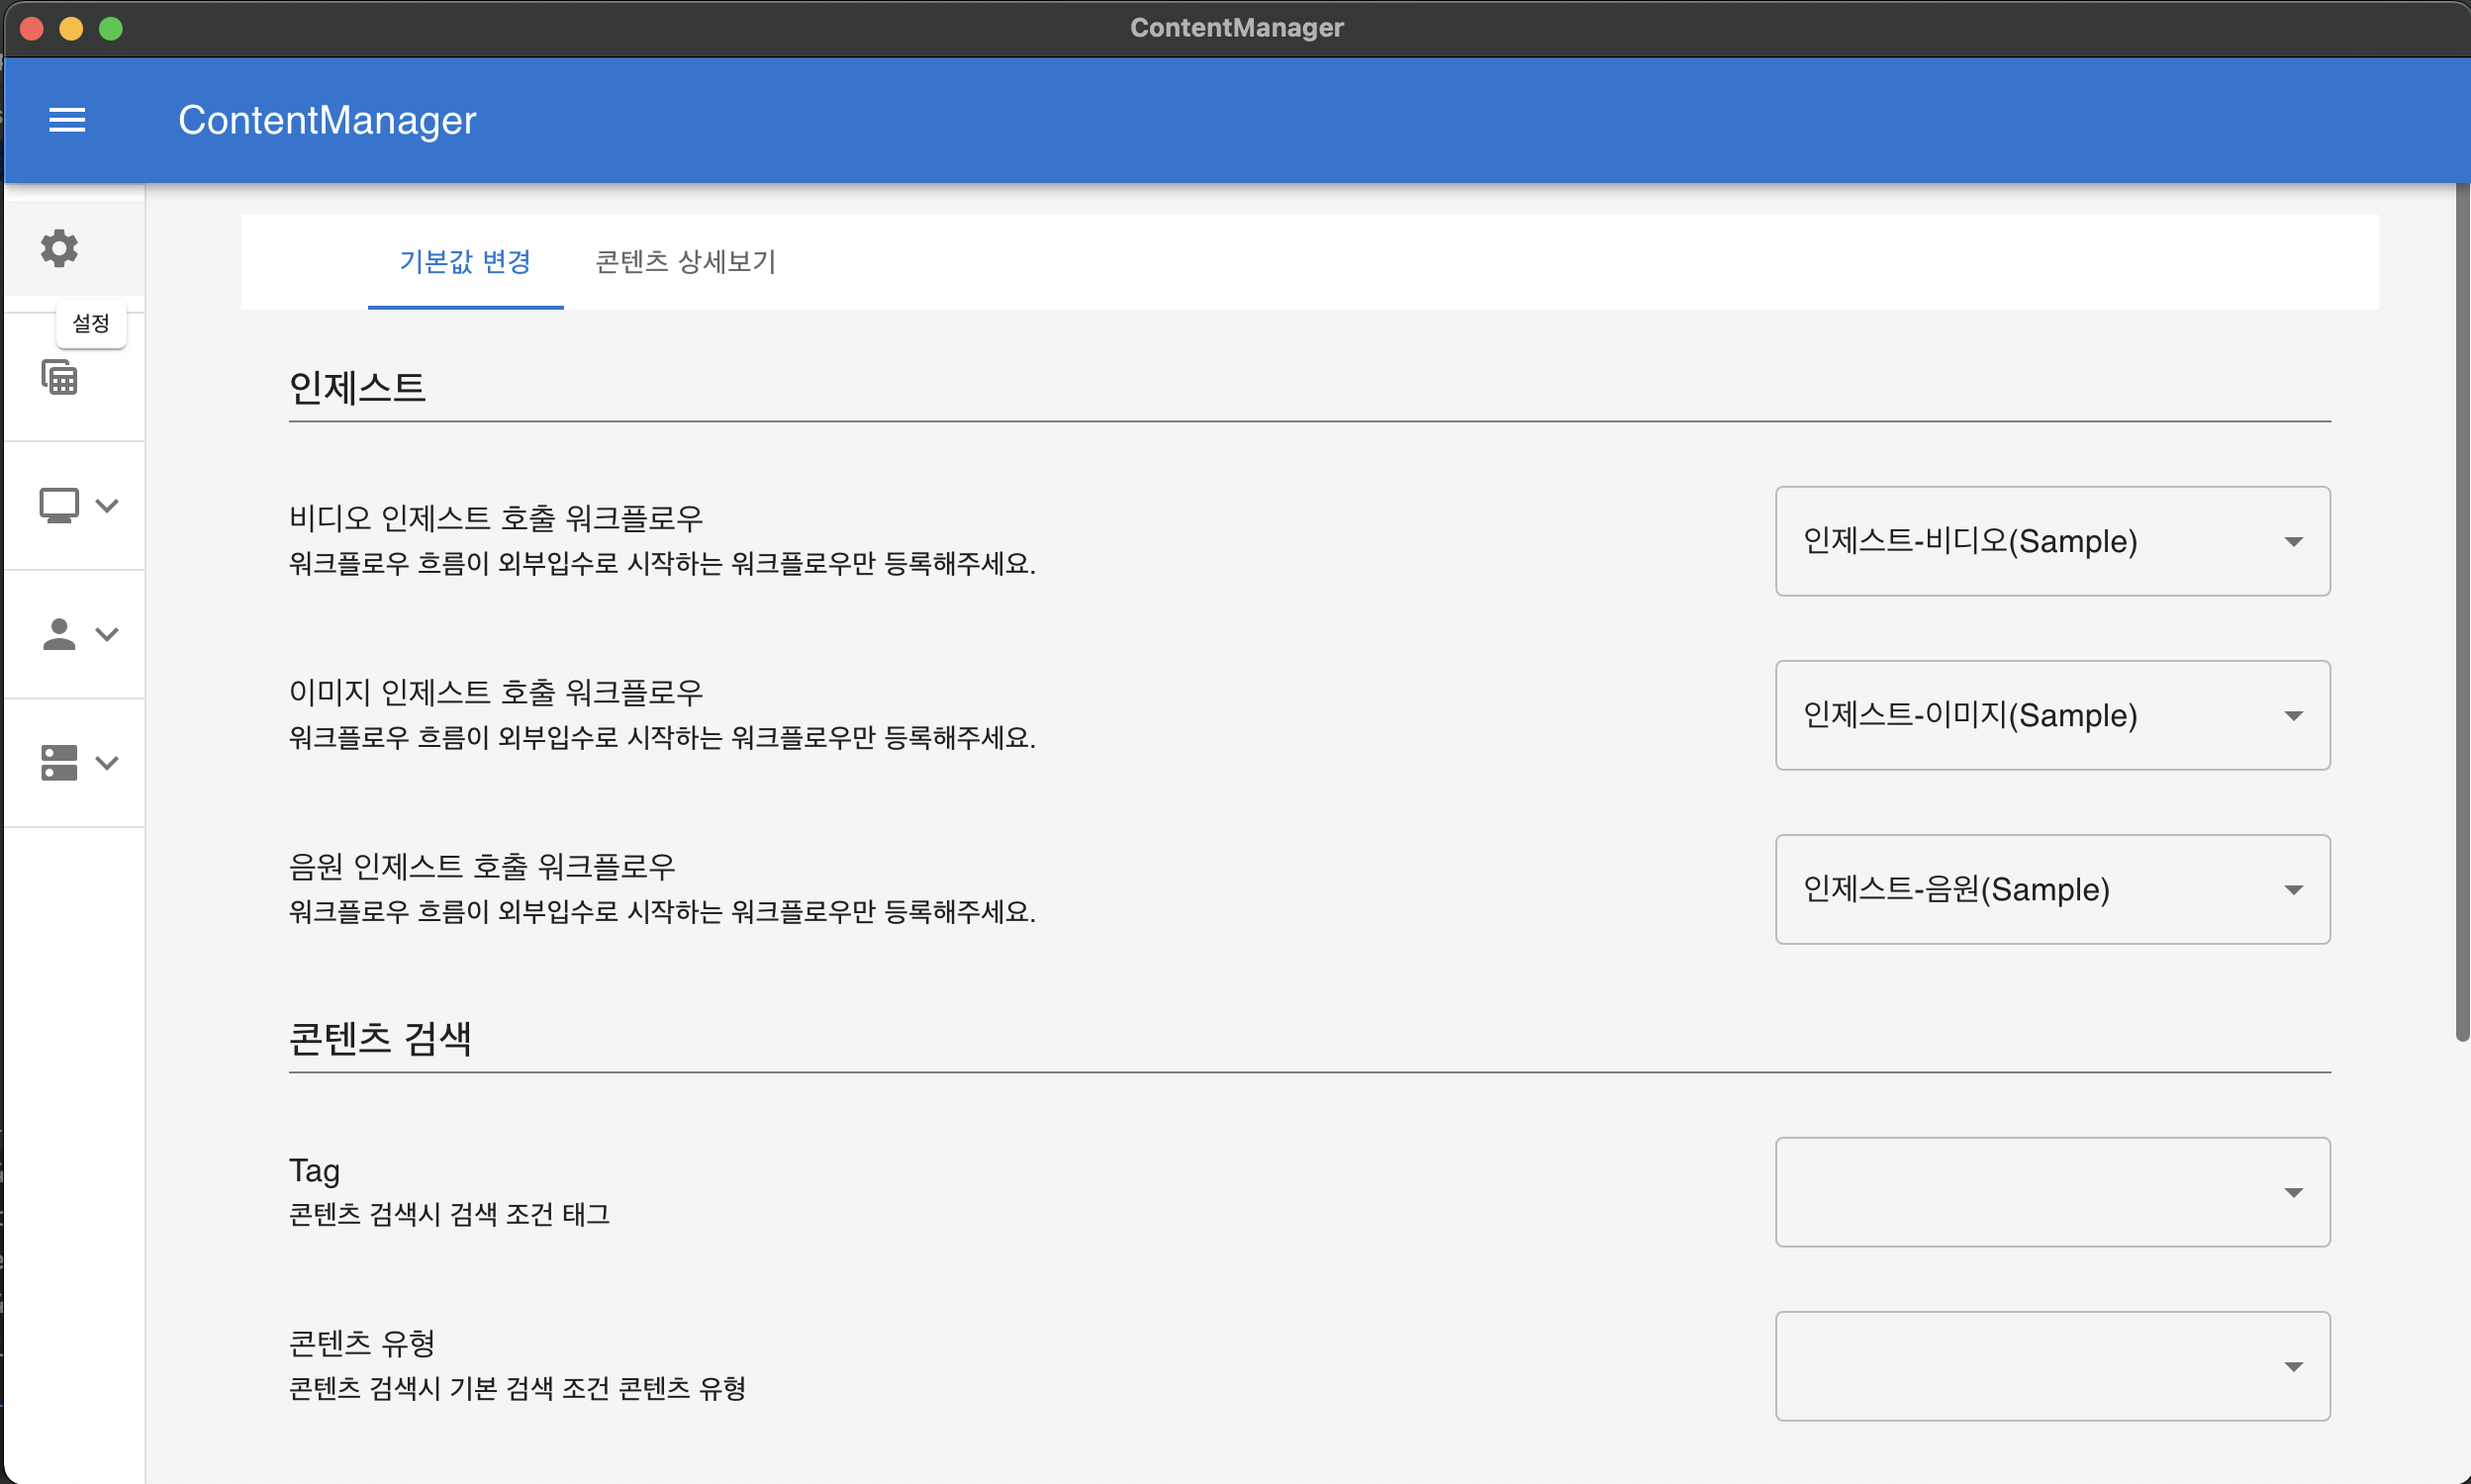 ContentManager
ContentManager
기본값 변경
콘텐츠 상세보기
설정
인제스트
비디오 인제스트 호출 워크플로우
인제스트-비디오(Sample)
워크플로우 흐름이 외부입수로 시작하는 워크플로우만 등록해주세요.
이미지 인제스트 호출 워크플로우
인제스트-이미지(Sample)
워크플로우 흐름이 외부입수로 시작하는 워크플로우만 등록해주세요.
음원 인제스트 호출 워크플로우
인제스트-음원(Sample)
워크플로우 흐름이 외부입수로 시작하는 워크플로우만 등록해주세요.
콘텐츠 검색
Tag
콘텐츠 검색시 검색 조건 태그
콘텐츠 유형
콘텐츠 검색시 기본 검색 조건 콘텐츠 유형